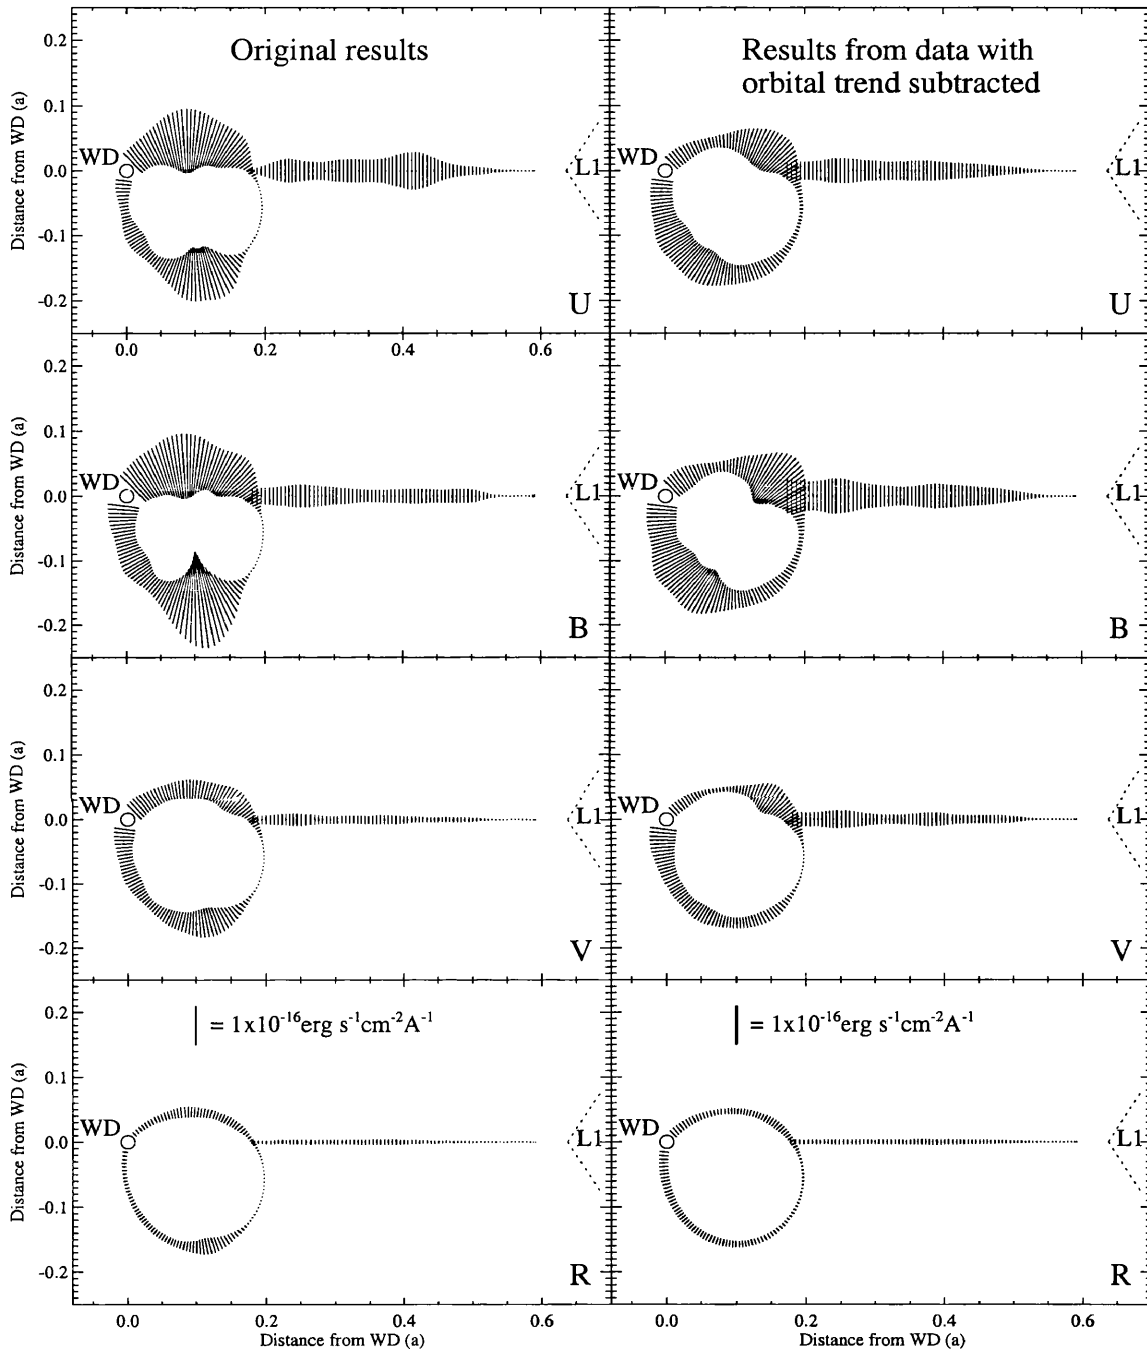 Original results
Results from data with
orbital trend subtracted
Distance from WD (a)
0.2
0.1
0.0
-0.1
-0.2
WD
L1
U
WD
L1
U
0.0
0.2
0.4
0.6
Distance from WD (a)
0.2
0.1
0.0
-0.1
-0.2
WD
L1
B
WD
L1
B
Distance from WD (a)
0.2
0.1
0.0
-0.1
-0.2
WD
L1
V
WD
L1
V
Distance from WD (a)
0.2
0.1
0.0
-0.1
-0.2
= 1x10⁻¹⁶erg s⁻¹cm⁻²A⁻¹
WD
L1
R
= 1x10⁻¹⁶erg s⁻¹cm⁻²A⁻¹
WD
L1
R
0.0
0.2
0.4
0.6
Distance from WD (a)
0.0
0.2
0.4
0.6
Distance from WD (a)